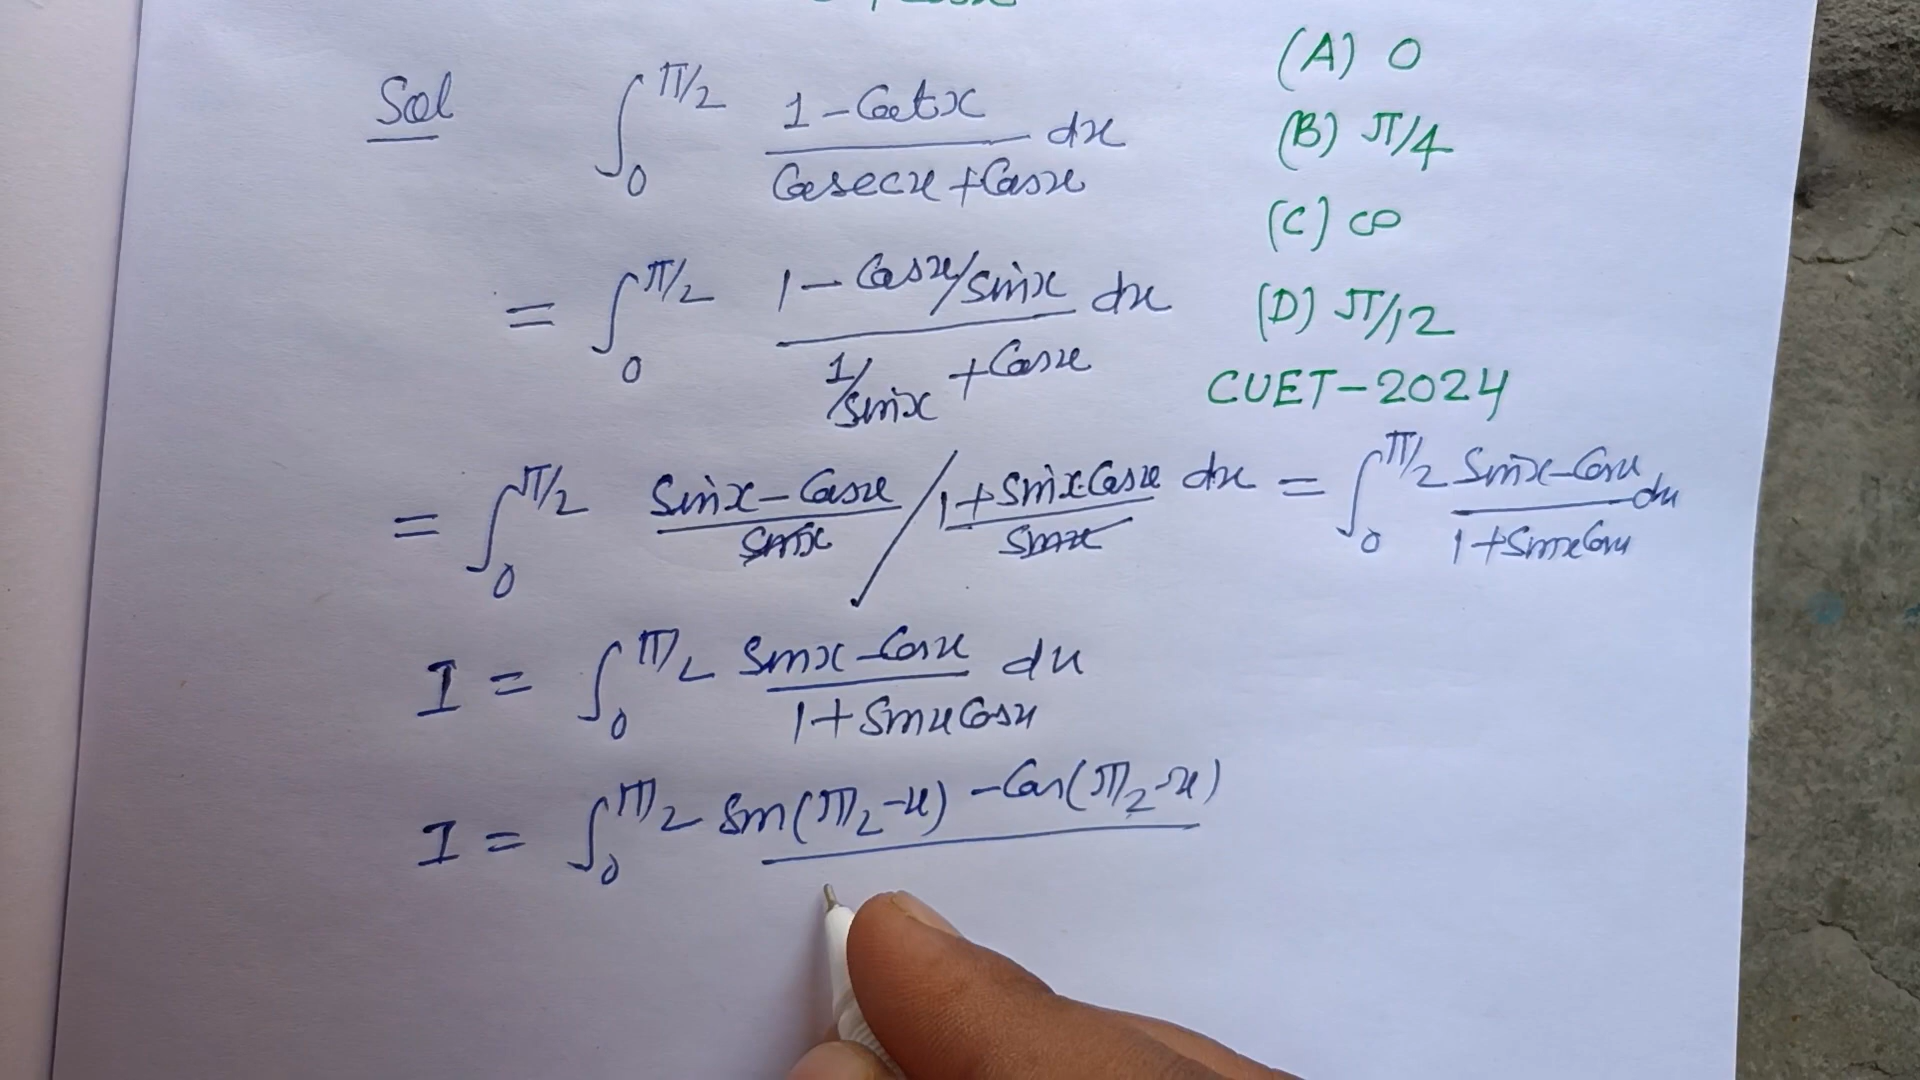 Sol ∫₀^π/2 (1-Cotx)/(Cosecx+Cosx) dx
(A) 0
(B) π/4
(C) ∞
(D) π/12
CUET-2024
= ∫₀^π/2 (1-Cosx/sinx)/(1/sinx +Cosx) dx
= ∫₀^π/2 (Sinx-Cosx)/Sinx / (1+SinxCosx)/Sinx dx = ∫₀^π/2 (Sinx-Cosx)/(1+SinxCosx) dx
I = ∫₀^π/2 (Sinx-Cosx)/(1+SinxCosx) dx
I = ∫₀^π/2 Sin(π/2-x) -Cos(π/2-x)